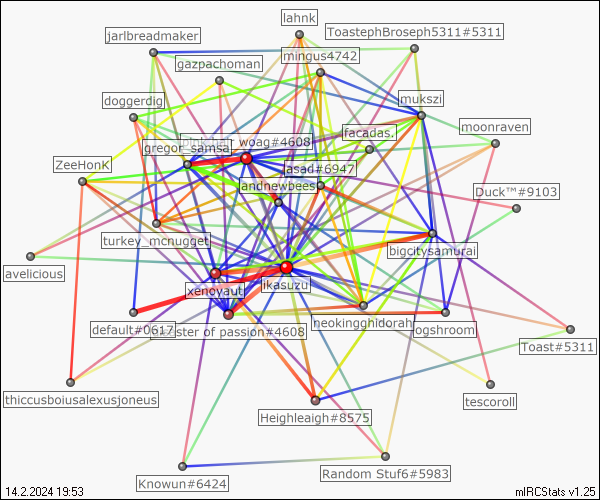 lahnk
jarlbreadmaker
ToastephBroseph5311#5311
mingus4742
gazpachoman
mukszi
doggerdig
woag#4608
facadas.
moonraven
gregor_samsa
asad#6947
ZeeHonK
andnewbees
Duck™#9103
turkey_mcnugget
bigcitysamurai
avelicious
xenoyaut
ikasuzu
default#0617
ster of passion#4608
neokingghidorah
ogshroom
Toast#5311
thiccusboiusalexusjoneus
tescoroll
Heighleaigh#8575
Random Stuf6#5983
Knowun#6424
14.2.2024 19:53
mIRCStats v1.25